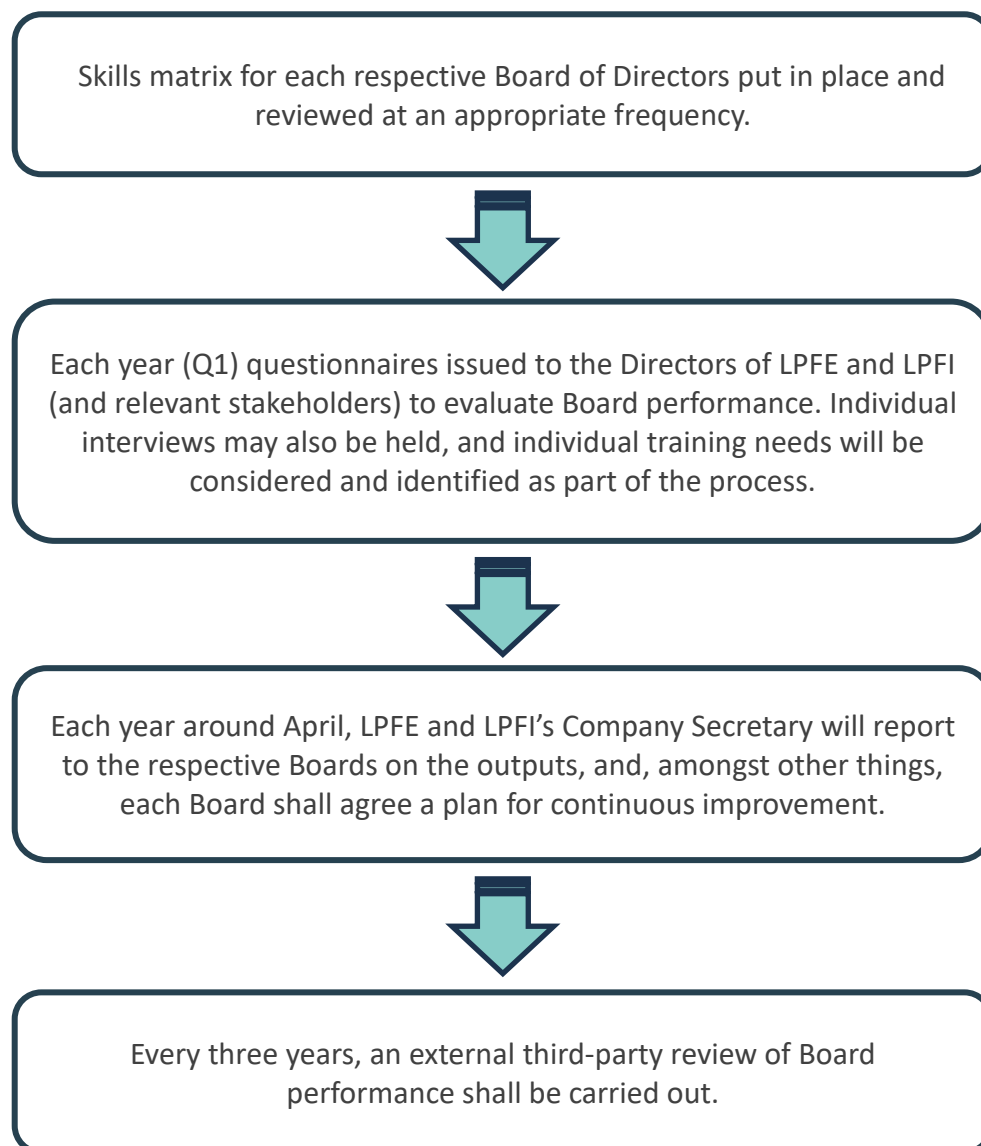 Skills matrix for each respective Board of Directors put in place and
reviewed at an appropriate frequency.
Each year (Q1) questionnaires issued to the Directors of LPFE and LPFI
(and relevant stakeholders) to evaluate Board performance. Individual
interviews may also be held, and individual training needs will be
considered and identified as part of the process.
Each year around April, LPFE and LPFI’s Company Secretary will report
to the respective Boards on the outputs, and, amongst other things,
each Board shall agree a plan for continuous improvement.
Every three years, an external third-party review of Board
performance shall be carried out.